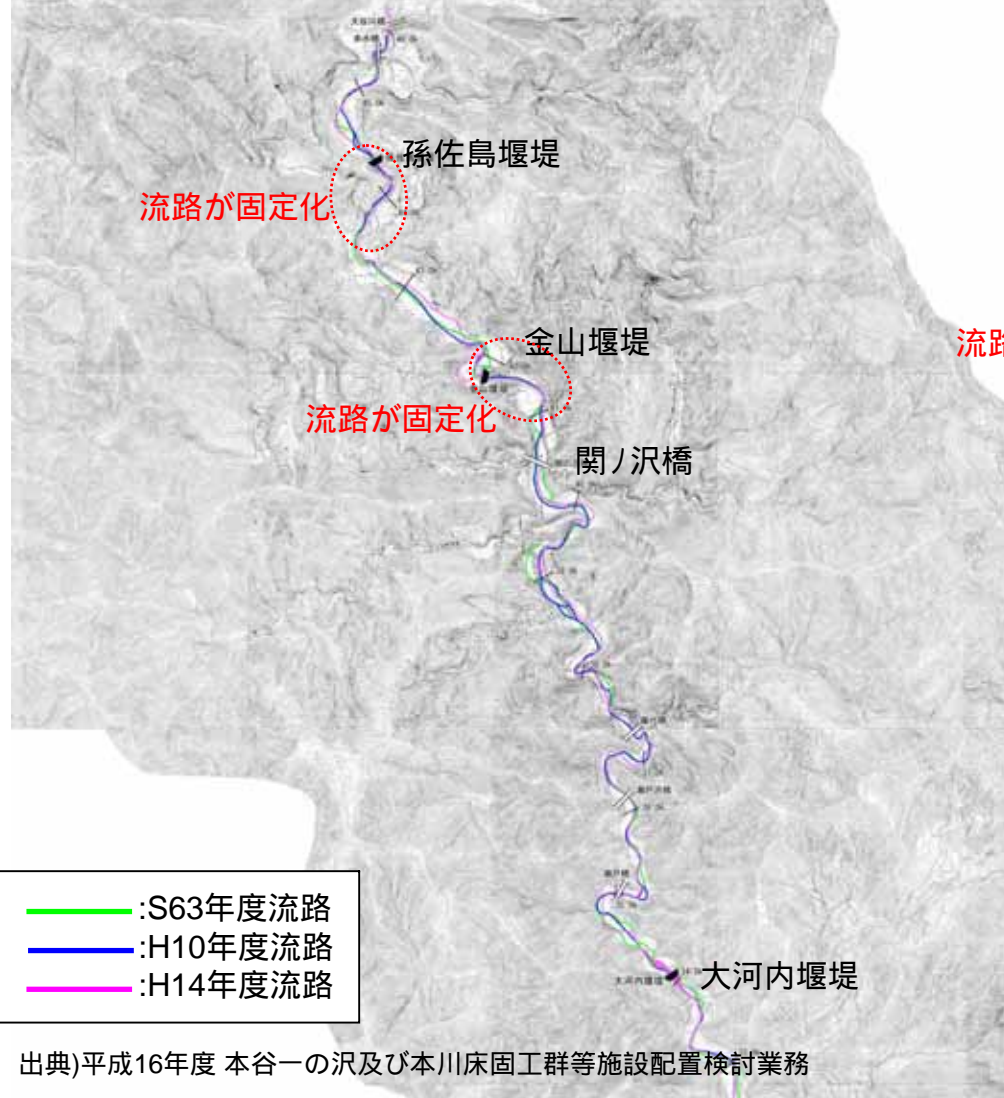 孫佐島堰堤
流路が固定化
金山堰堤
流路
流路が固定化
関ノ沢橋
大河内堰堤
:S63年度流路
:H10年度流路
:H14年度流路
出典)平成16年度 本谷一の沢及び本川床固工群等施設配置検討業務